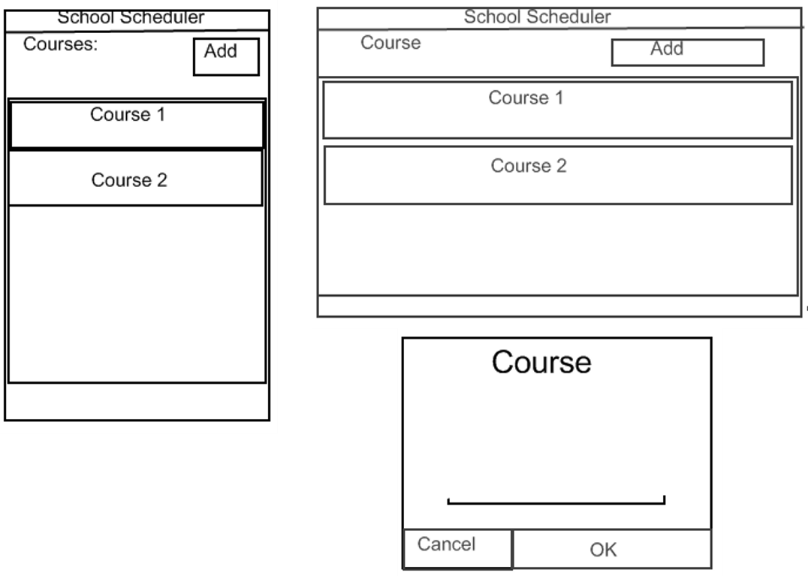 School Scheduler
Courses:
Add
Course 1
Course 2
School Scheduler
Course
Add
Course 1
Course 2
Course
Cancel
OK